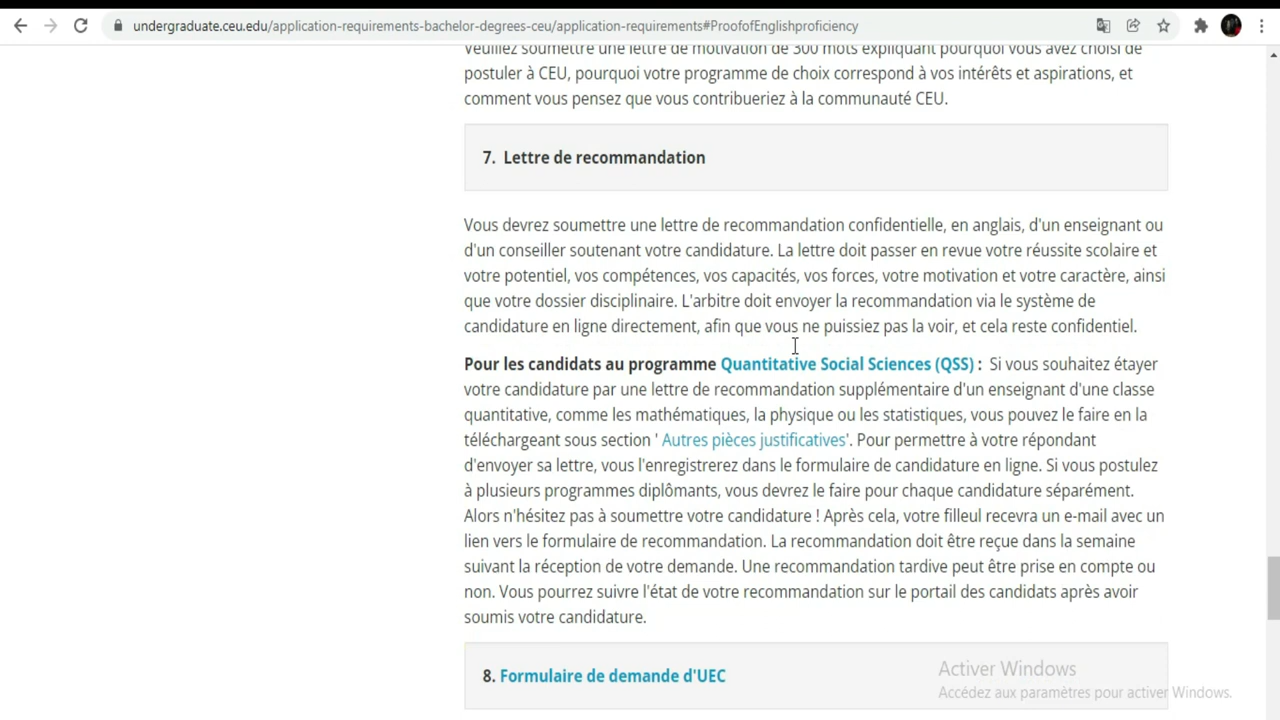 undergraduate.ceu.edu/application-requirements-bachelor-degrees-ceu/application-requirements#ProofofEnglishproficiency
Veuillez soumettre une lettre de motivation de 300 mots expliquant pourquoi vous avez choisi de
postuler à CEU, pourquoi votre programme de choix correspond à vos intérêts et aspirations, et
comment vous pensez que vous contribueriez à la communauté CEU.
7. Lettre de recommandation
Vous devrez soumettre une lettre de recommandation confidentielle, en anglais, d'un enseignant ou
d'un conseiller soutenant votre candidature. La lettre doit passer en revue votre réussite scolaire et
votre potentiel, vos compétences, vos capacités, vos forces, votre motivation et votre caractère, ainsi
que votre dossier disciplinaire. L'arbitre doit envoyer la recommandation via le système de
candidature en ligne directement, afin que vous ne puissiez pas la voir, et cela reste confidentiel.
Pour les candidats au programme Quantitative Social Sciences (QSS) : Si vous souhaitez étayer
votre candidature par une lettre de recommandation supplémentaire d'un enseignant d'une classe
quantitative, comme les mathématiques, la physique ou les statistiques, vous pouvez le faire en la
téléchargeant sous section ' Autres pièces justificatives'. Pour permettre à votre répondant
d'envoyer sa lettre, vous l'enregistrerez dans le formulaire de candidature en ligne. Si vous postulez
à plusieurs programmes diplômants, vous devrez le faire pour chaque candidature séparément.
Alors n'hésitez pas à soumettre votre candidature ! Après cela, votre filleul recevra un e-mail avec un
lien vers le formulaire de recommandation. La recommandation doit être reçue dans la semaine
suivant la réception de votre demande. Une recommandation tardive peut être prise en compte ou
non. Vous pourrez suivre l'état de votre recommandation sur le portail des candidats après avoir
soumis votre candidature.
8. Formulaire de demande d'UEC
Activer Windows
Accédez aux paramètres pour activer Windows.